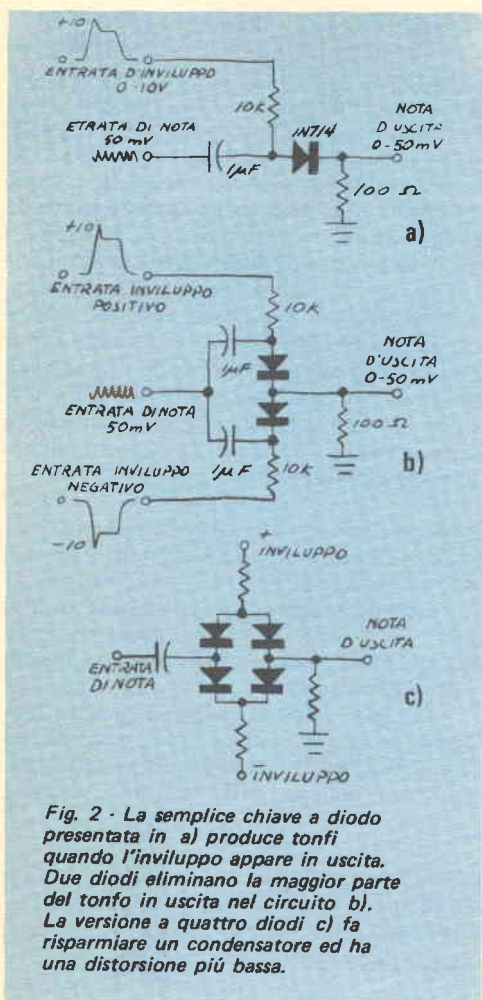 +10
ENTRATA D'INVILUPPO
0-10V
10K
ETRATA DI NOTA
50 mV
1µF
1N714
NOTA
D'USCITA
0-50mV
100 Ω
a)
+10
ENTRATA INVILUPPO
POSITIVO
10K
1µF
NOTA
D'USCITA
0-50mV
ENTRATA DI NOTA
50mV
100 Ω
1µF
b)
ENTRATA INVILUPPO
NEGATIVO
10K
-10
+
INVILUPPO
NOTA
D'USCITA
ENTRATA
DI NOTA
c)
-
INVILUPPO
Fig. 2 - La semplice chiave a diodo
presentata in a) produce tonfi
quando l'inviluppo appare in uscita.
Due diodi eliminano la maggior parte
del tonfo in uscita nel circuito b).
La versione a quattro diodi c) fa
risparmiare un condensatore ed ha
una distorsione piú bassa.